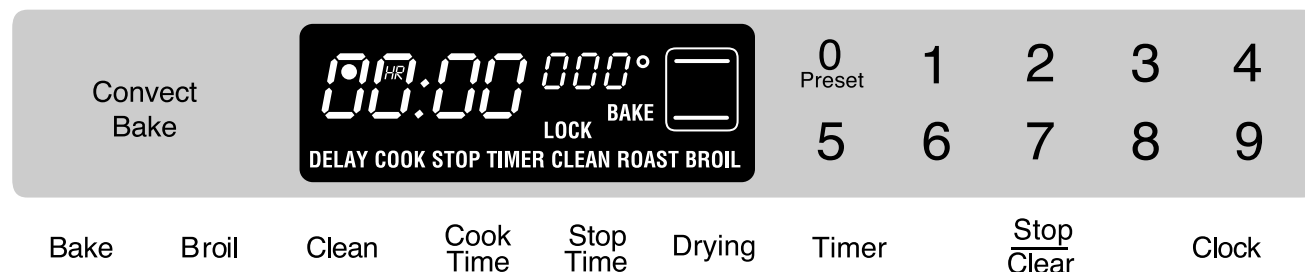 Convect
Bake
00:00 HR 000°
BAKE
LOCK
DELAY COOK STOP TIMER CLEAN ROAST BROIL
0 1 2 3 4
Preset
5 6 7 8 9
Bake Broil Clean Cook Time Stop Time Drying Timer Stop Clear Clock